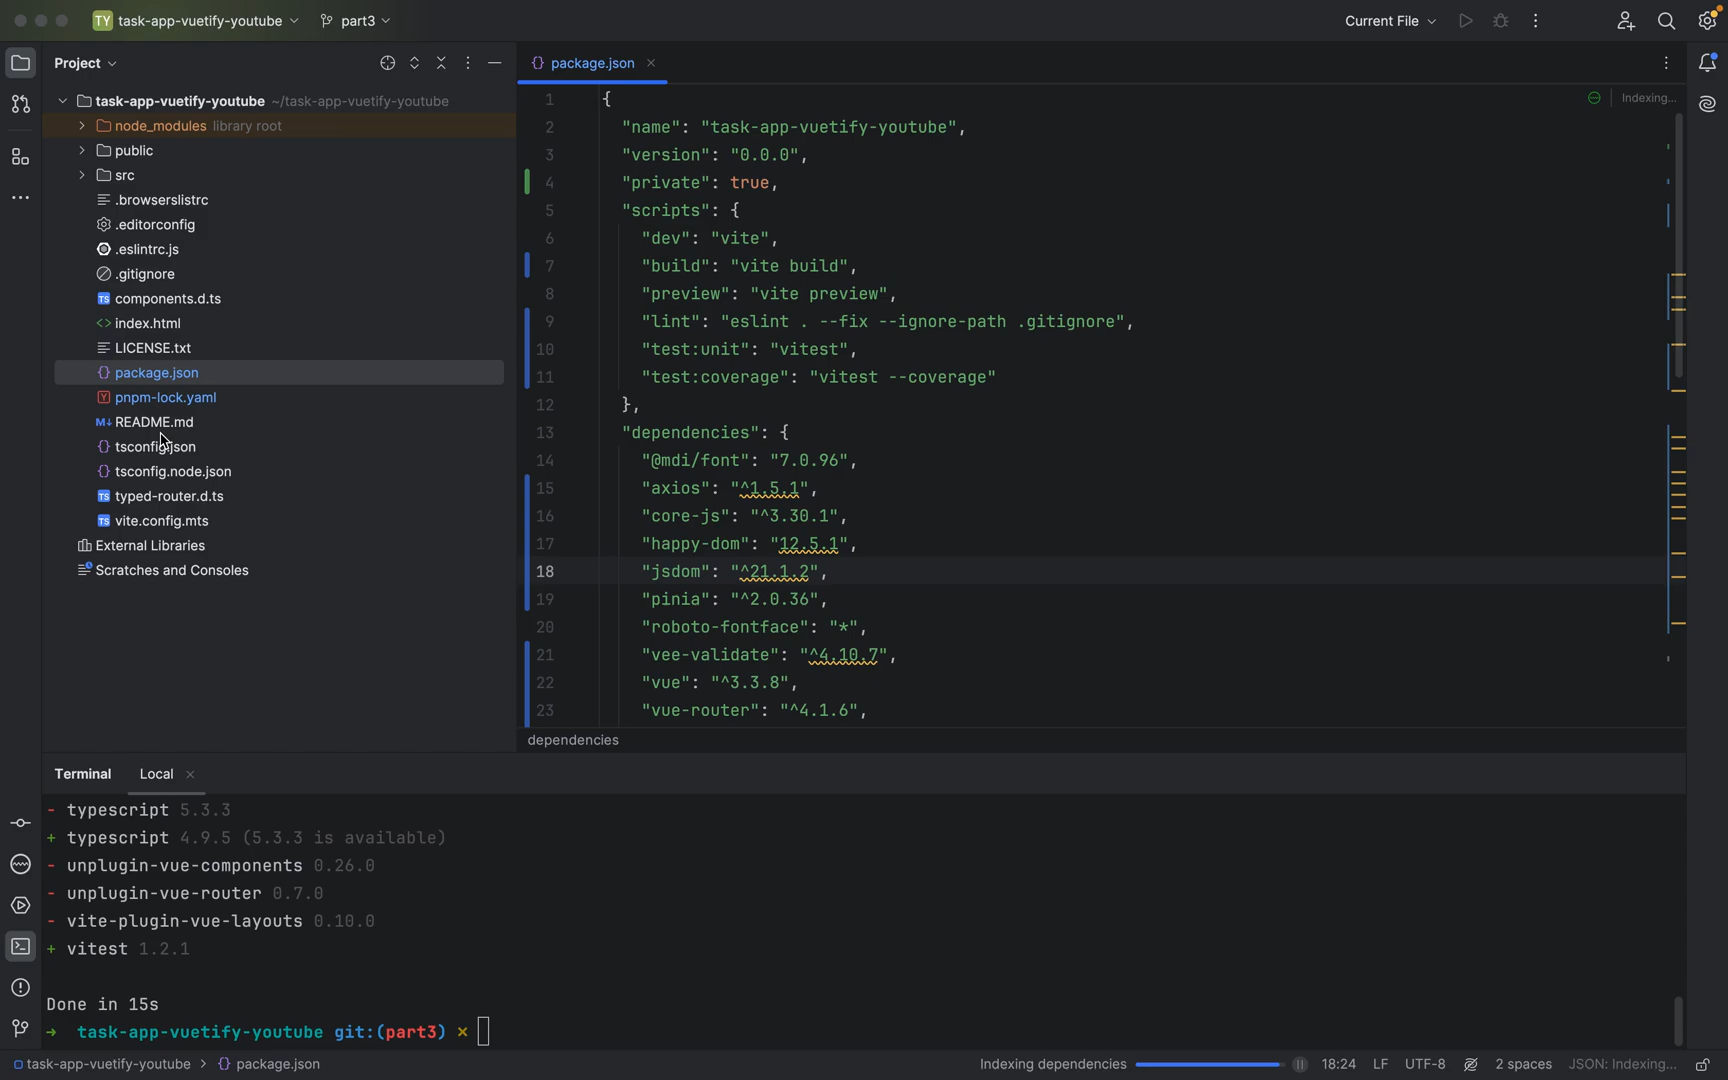 TY task-app-vuetify-youtube
part3
Current File
Project
package.json
task-app-vuetify-youtube ~/task-app-vuetify-youtube
node_modules library root
public
src
.browserslistrc
.editorconfig
.eslintrc.js
.gitignore
TS components.d.ts
<> index.html
LICENSE.txt
{} package.json
Y pnpm-lock.yaml
M↓ README.md
{} tsconfig.json
{} tsconfig.node.json
TS typed-router.d.ts
TS vite.config.mts
External Libraries
Scratches and Consoles
Indexing...
1 {
2 "name": "task-app-vuetify-youtube",
3 "version": "0.0.0",
4 "private": true,
5 "scripts": {
6 "dev": "vite",
7 "build": "vite build",
8 "preview": "vite preview",
9 "lint": "eslint . --fix --ignore-path .gitignore",
10 "test:unit": "vitest",
11 "test:coverage": "vitest --coverage"
12 },
13 "dependencies": {
14 "@mdi/font": "7.0.96",
15 "axios": "^1.5.1",
16 "core-js": "^3.30.1",
17 "happy-dom": "12.5.1",
18 "jsdom": "^21.1.2",
19 "pinia": "^2.0.36",
20 "roboto-fontface": "*",
21 "vee-validate": "^4.10.7",
22 "vue": "^3.3.8",
23 "vue-router": "^4.1.6",
dependencies
Terminal Local
- typescript 5.3.3
+ typescript 4.9.5 (5.3.3 is available)
- unplugin-vue-components 0.26.0
- unplugin-vue-router 0.7.0
- vite-plugin-vue-layouts 0.10.0
+ vitest 1.2.1
Done in 15s
→ task-app-vuetify-youtube git:(part3) ×
task-app-vuetify-youtube > {} package.json
Indexing dependencies
18:24 LF UTF-8 2 spaces JSON: Indexing...